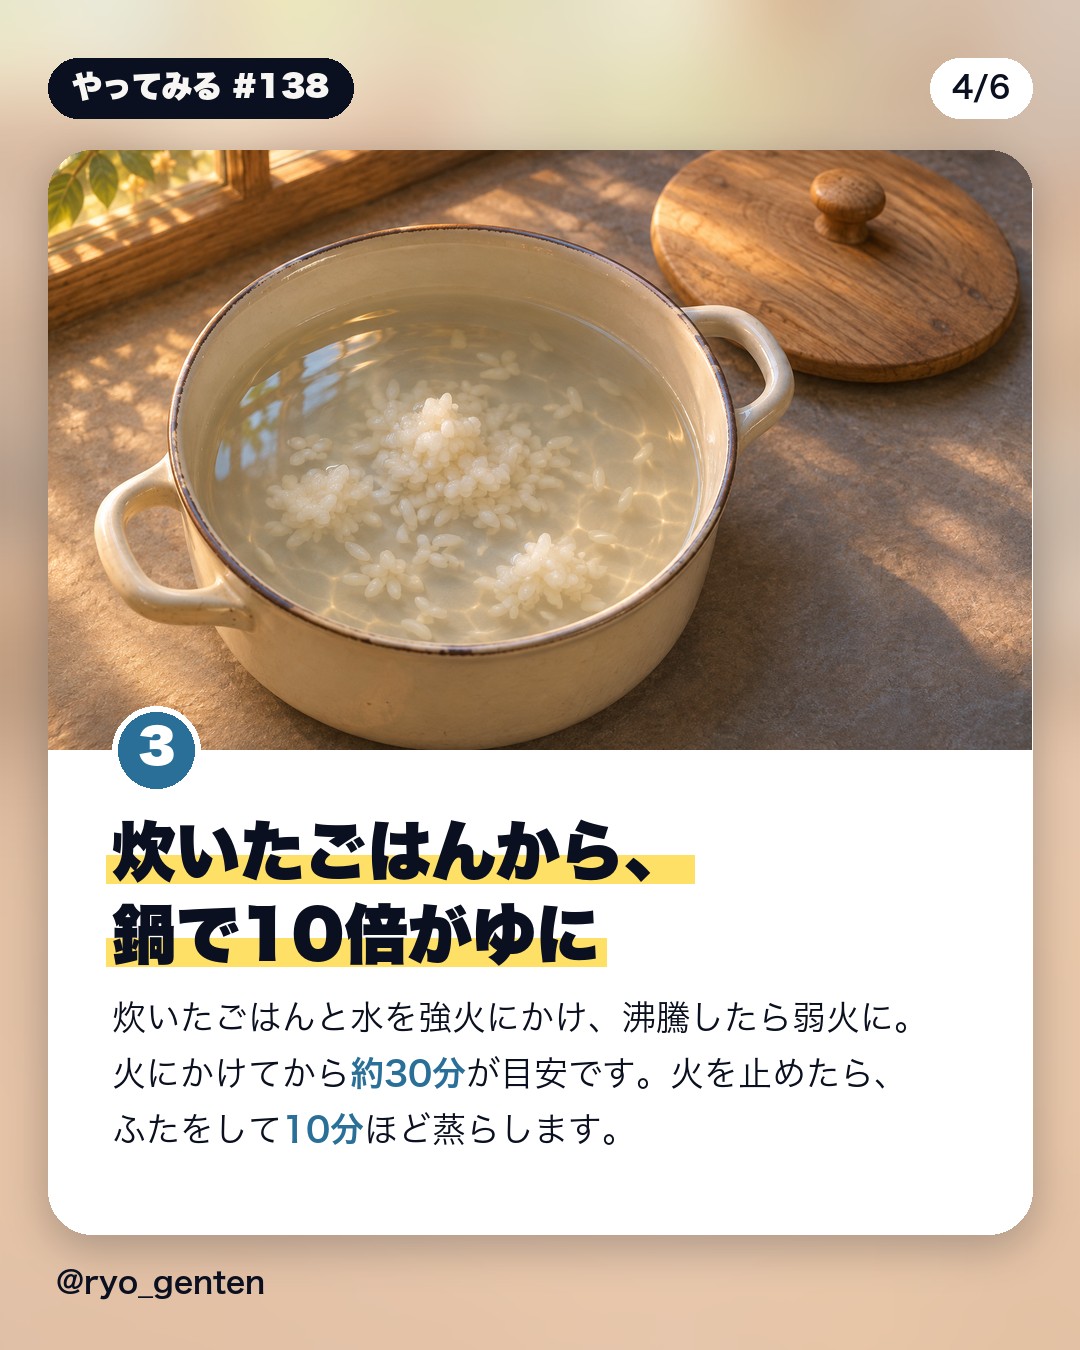 やってみる #138
4/6
3
炊いたごはんから、
鍋で10倍がゆに
炊いたごはんと水を強火にかけ、沸騰したら弱火に。
火にかけてから約30分が目安です。火を止めたら、
ふたをして10分ほど蒸らします。
@ryo_genten